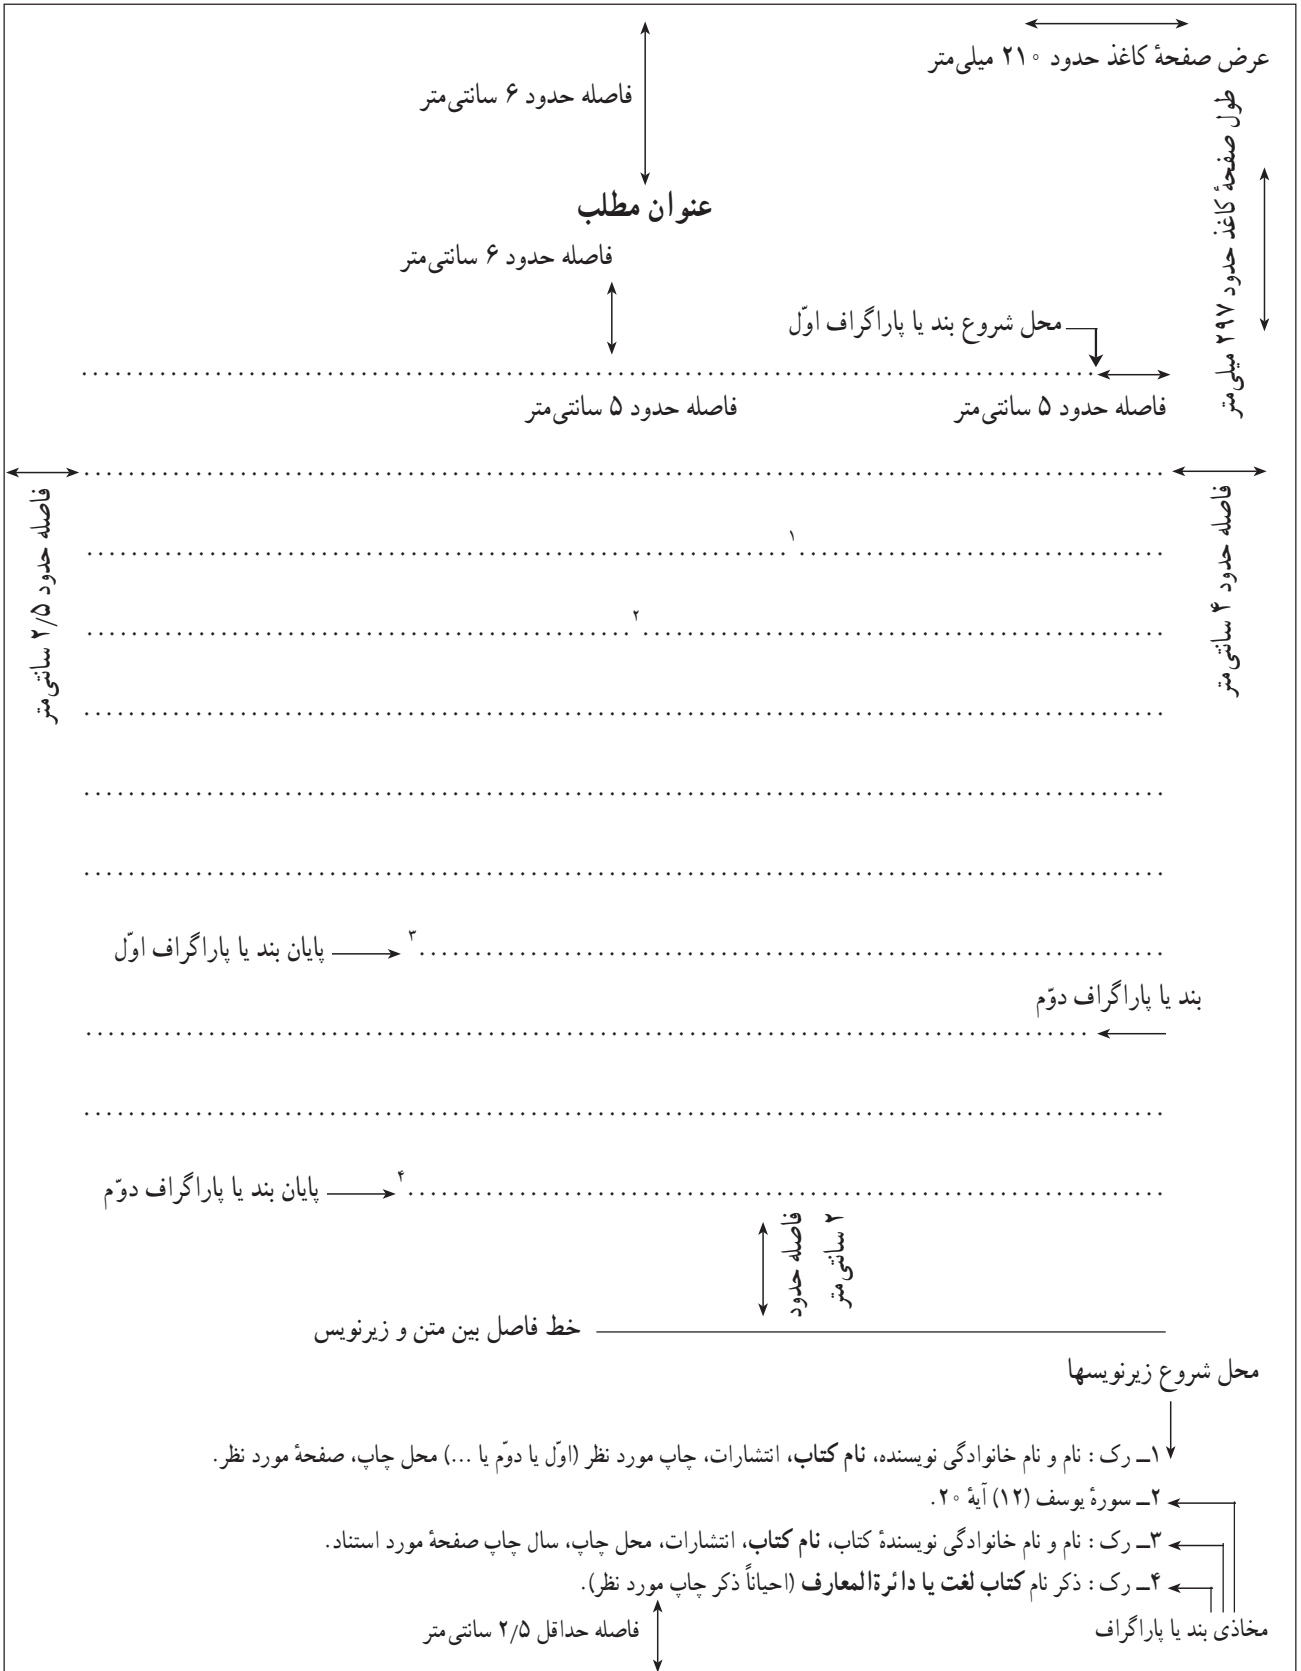 عرض صفحهٔ کاغذ حدود ۲۱۰ میلی‌متر
طول صفحهٔ کاغذ حدود ۲۹۷ میلی‌متر
فاصله حدود ۶ سانتی‌متر
عنوان مطلب
فاصله حدود ۶ سانتی‌متر
محل شروع بند یا پاراگراف اوّل
فاصله حدود ۵ سانتی‌متر
فاصله حدود ۵ سانتی‌متر
فاصله حدود ۴ سانتی‌متر
فاصله حدود ۲/۵ سانتی‌متر
۱
۲
۳
پایان بند یا پاراگراف اوّل
بند یا پاراگراف دوّم
۴
پایان بند یا پاراگراف دوّم
فاصله حدود
۲ سانتی‌متر
خط فاصل بین متن و زیرنویس
محل شروع زیرنویسها
۱ــ رک : نام و نام خانوادگی نویسنده، نام کتاب، انتشارات، چاپ مورد نظر (اوّل یا دوّم یا ...) محل چاپ، صفحهٔ مورد نظر.
۲ــ سورهٔ یوسف (۱۲) آیهٔ ۲۰.
۳ــ رک : نام و نام خانوادگی نویسندهٔ کتاب، نام کتاب، انتشارات، محل چاپ، سال چاپ صفحهٔ مورد استناد.
۴ــ رک : ذکر نام کتاب لغت یا دائرةالمعارف (احیاناً ذکر چاپ مورد نظر).
مخاذی بند یا پاراگراف
فاصله حداقل ۲/۵ سانتی‌متر